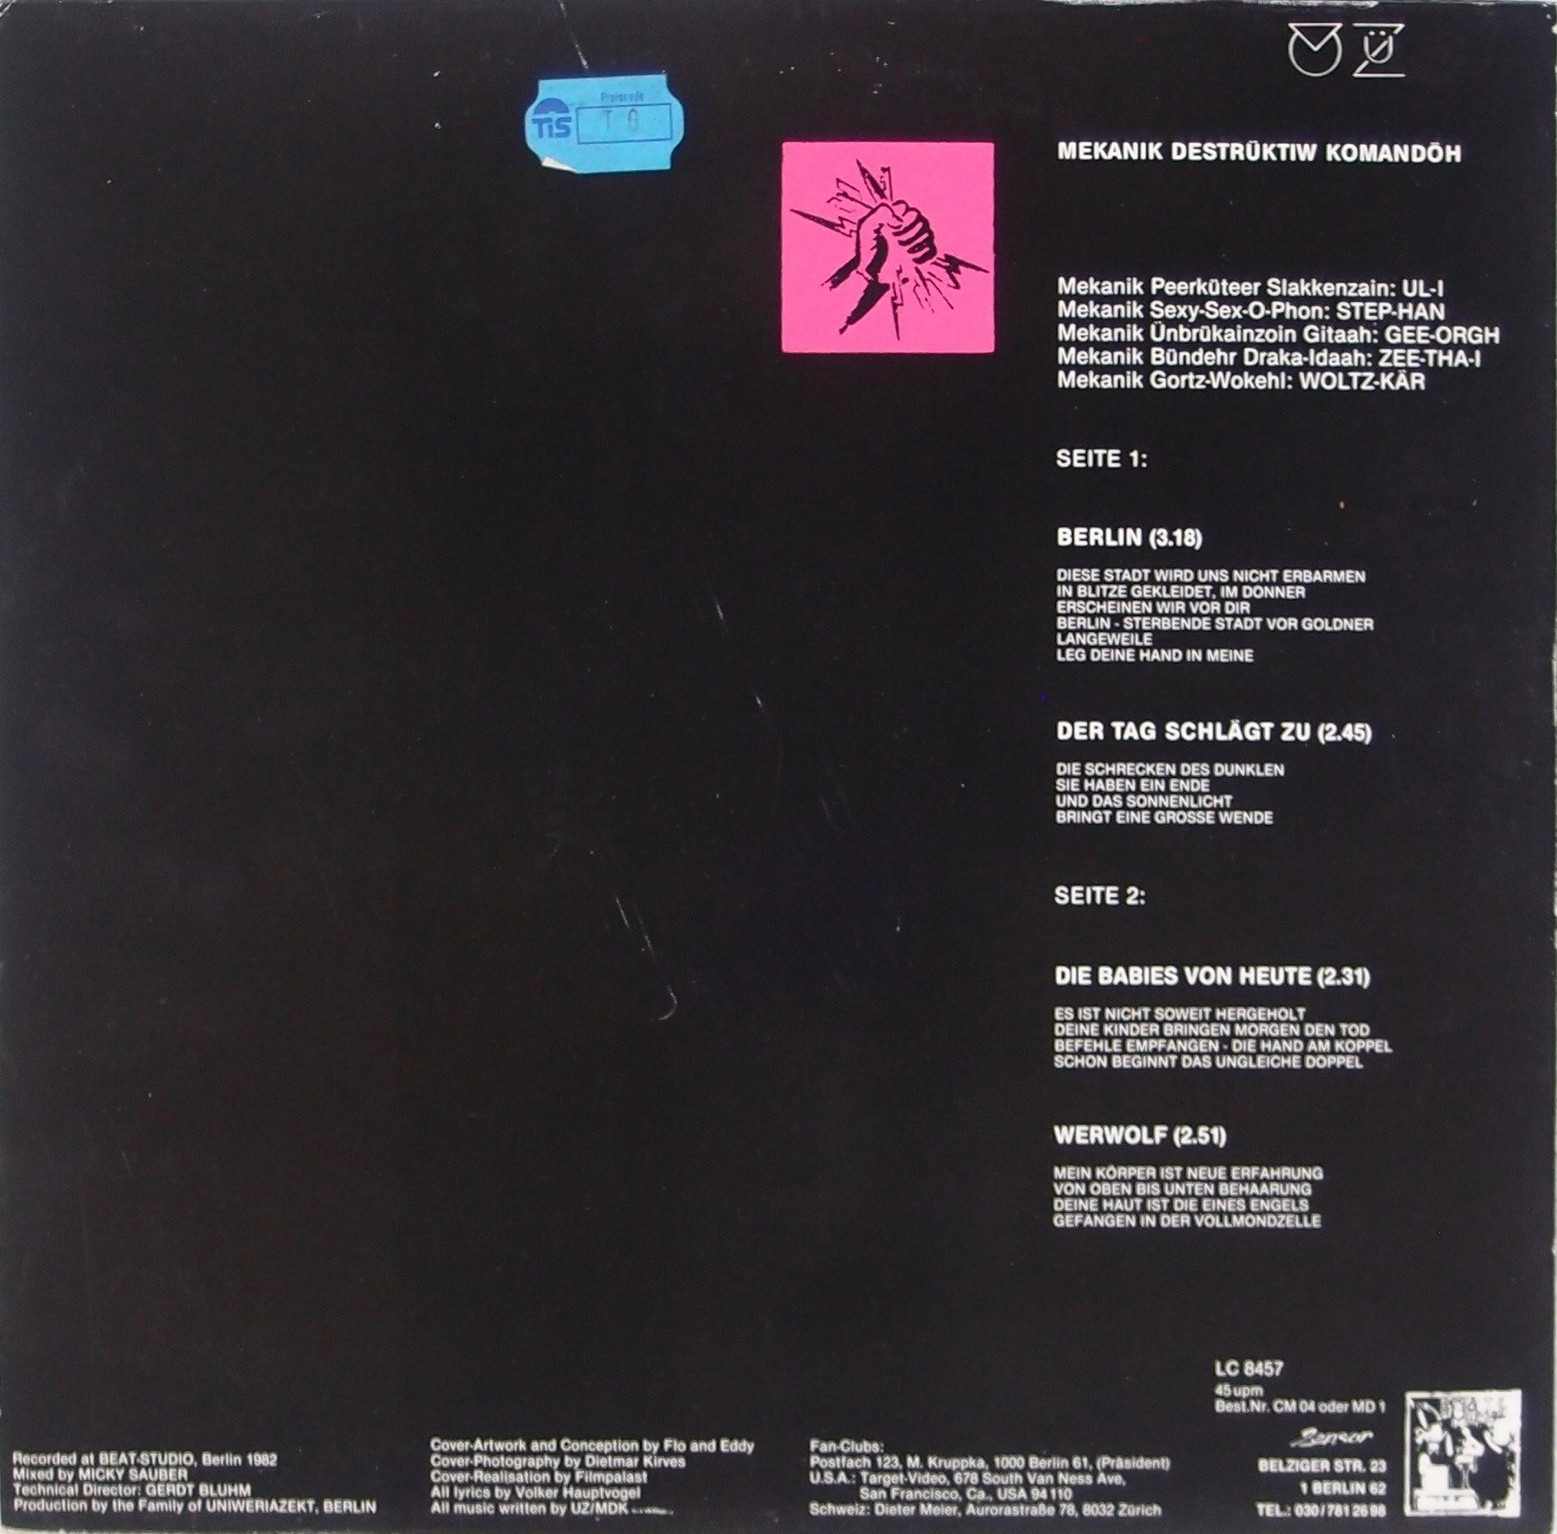 TiS
Preiscode
T 0
MEKANIK DESTRÜKTIW KOMANDÖH
Mekanik Peerküteer Slakkenzain: UL-I
Mekanik Sexy-Sex-O-Phon: STEP-HAN
Mekanik Ünbrükainzoin Gitaah: GEE-ORGH
Mekanik Bündehr Draka-Idaah: ZEE-THA-I
Mekanik Gortz-Wokehl: WOLTZ-KÄR
SEITE 1:
BERLIN (3.18)
DIESE STADT WIRD UNS NICHT ERBARMEN
IN BLITZE GEKLEIDET, IM DONNER
ERSCHEINEN WIR VOR DIR
BERLIN - STERBENDE STADT VOR GOLDNER
LANGEWEILE
LEG DEINE HAND IN MEINE
DER TAG SCHLÄGT ZU (2.45)
DIE SCHRECKEN DES DUNKLEN
SIE HABEN EIN ENDE
UND DAS SONNENLICHT
BRINGT EINE GROSSE WENDE
SEITE 2:
DIE BABIES VON HEUTE (2.31)
ES IST NICHT SOWEIT HERGEHOLT
DEINE KINDER BRINGEN MORGEN DEN TOD
BEFEHLE EMPFANGEN - DIE HAND AM KOPPEL
SCHON BEGINNT DAS UNGLEICHE DOPPEL
WERWOLF (2.51)
MEIN KÖRPER IST NEUE ERFAHRUNG
VON OBEN BIS UNTEN BEHAARUNG
DEINE HAUT IST DIE EINES ENGELS
GEFANGEN IN DER VOLLMONDZELLE
Recorded at BEAT-STUDIO, Berlin 1982
Mixed by MICKY SAUBER
Technical Director: GERDT BLUHM
Production by the Family of UNIWERIAZEKT, BERLIN
Cover-Artwork and Conception by Flo and Eddy
Cover-Photography by Dietmar Kirves
Cover-Realisation by Filmpalast
All lyrics by Volker Hauptvogel
All music written by UZ/MDK
Fan-Clubs:
Postfach 123, M. Kruppka, 1000 Berlin 61, (Präsident)
U.S.A.: Target-Video, 678 South Van Ness Ave,
San Francisco, Ca., USA 94110
Schweiz: Dieter Meier, Aurorastraße 78, 8032 Zürich
LC 8457
45 upm
Best.Nr. CM 04 oder MD 1
Zensor
BELZIGER STR. 23
1 BERLIN 62
TEL.: 030/781 26 98